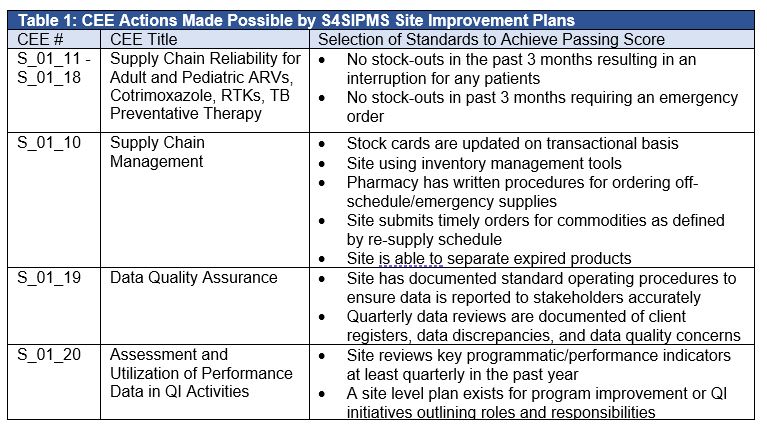 Table 1: CEE Actions Made Possible by S4SIPMS Site Improvement Plans
CEE # CEE Title Selection of Standards to Achieve Passing Score
S_01_11 - S_01_18
Supply Chain Reliability for
Adult and Pediatric ARVs,
Cotrimoxazole, RTKs, TB
Preventative Therapy
• No stock-outs in the past 3 months resulting in an
interruption for any patients
• No stock-outs in past 3 months requiring an emergency
order
S_01_10
Supply Chain
Management
• Stock cards are updated on transactional basis
• Site using inventory management tools
• Pharmacy has written procedures for ordering off-
schedule/emergency supplies
• Site submits timely orders for commodities as defined
by re-supply schedule
• Site is able to separate expired products
S_01_19
Data Quality Assurance
• Site has documented standard operating procedures to
ensure data is reported to stakeholders accurately
• Quarterly data reviews are documented of client
registers, data discrepancies, and data quality concerns
S_01_20
Assessment and
Utilization of Performance
Data in QI Activities
• Site reviews key programmatic/performance indicators
at least quarterly in the past year
• A site level plan exists for program improvement or QI
initiatives outlining roles and responsibilities